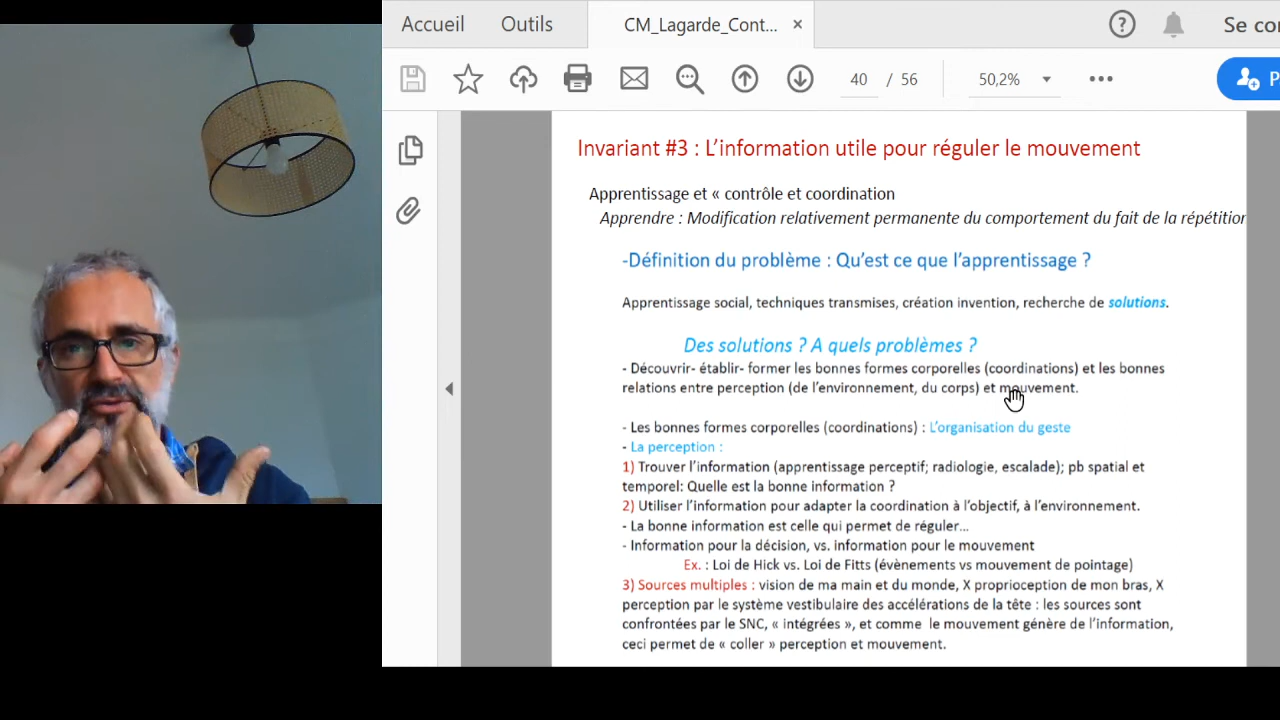 Accueil Outils CM_Lagarde_Cont... × ? Se co
40 / 56 50,2% P
Invariant #3 : L'information utile pour réguler le mouvement
Apprentissage et « contrôle et coordination
Apprendre : Modification relativement permanente du comportement du fait de la répétition
-Définition du problème : Qu'est ce que l'apprentissage ?
Apprentissage social, techniques transmises, création invention, recherche de solutions.
Des solutions ? A quels problèmes ?
- Découvrir- établir- former les bonnes formes corporelles (coordinations) et les bonnes
relations entre perception (de l'environnement, du corps) et mouvement.
- Les bonnes formes corporelles (coordinations) : L'organisation du geste
- La perception :
1) Trouver l'information (apprentissage perceptif; radiologie, escalade); pb spatial et
temporel: Quelle est la bonne information ?
2) Utiliser l'information pour adapter la coordination à l'objectif, à l'environnement.
- La bonne information est celle qui permet de réguler...
- Information pour la décision, vs. information pour le mouvement
Ex. : Loi de Hick vs. Loi de Fitts (évènements vs mouvement de pointage)
3) Sources multiples : vision de ma main et du monde, X proprioception de mon bras, X
perception par le système vestibulaire des accélérations de la tête : les sources sont
confrontées par le SNC, « intégrées », et comme le mouvement génère de l'information,
ceci permet de « coller » perception et mouvement.